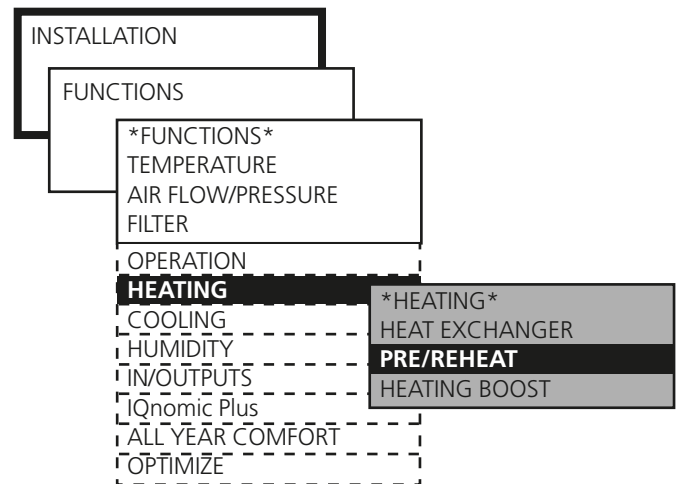 INSTALLATION
FUNCTIONS
*FUNCTIONS*
TEMPERATURE
AIR FLOW/PRESSURE
FILTER
OPERATION
HEATING
COOLING
HUMIDITY
IN/OUTPUTS
IQnomic Plus
ALL YEAR COMFORT
OPTIMIZE
*HEATING*
HEAT EXCHANGER
PRE/REHEAT
HEATING BOOST